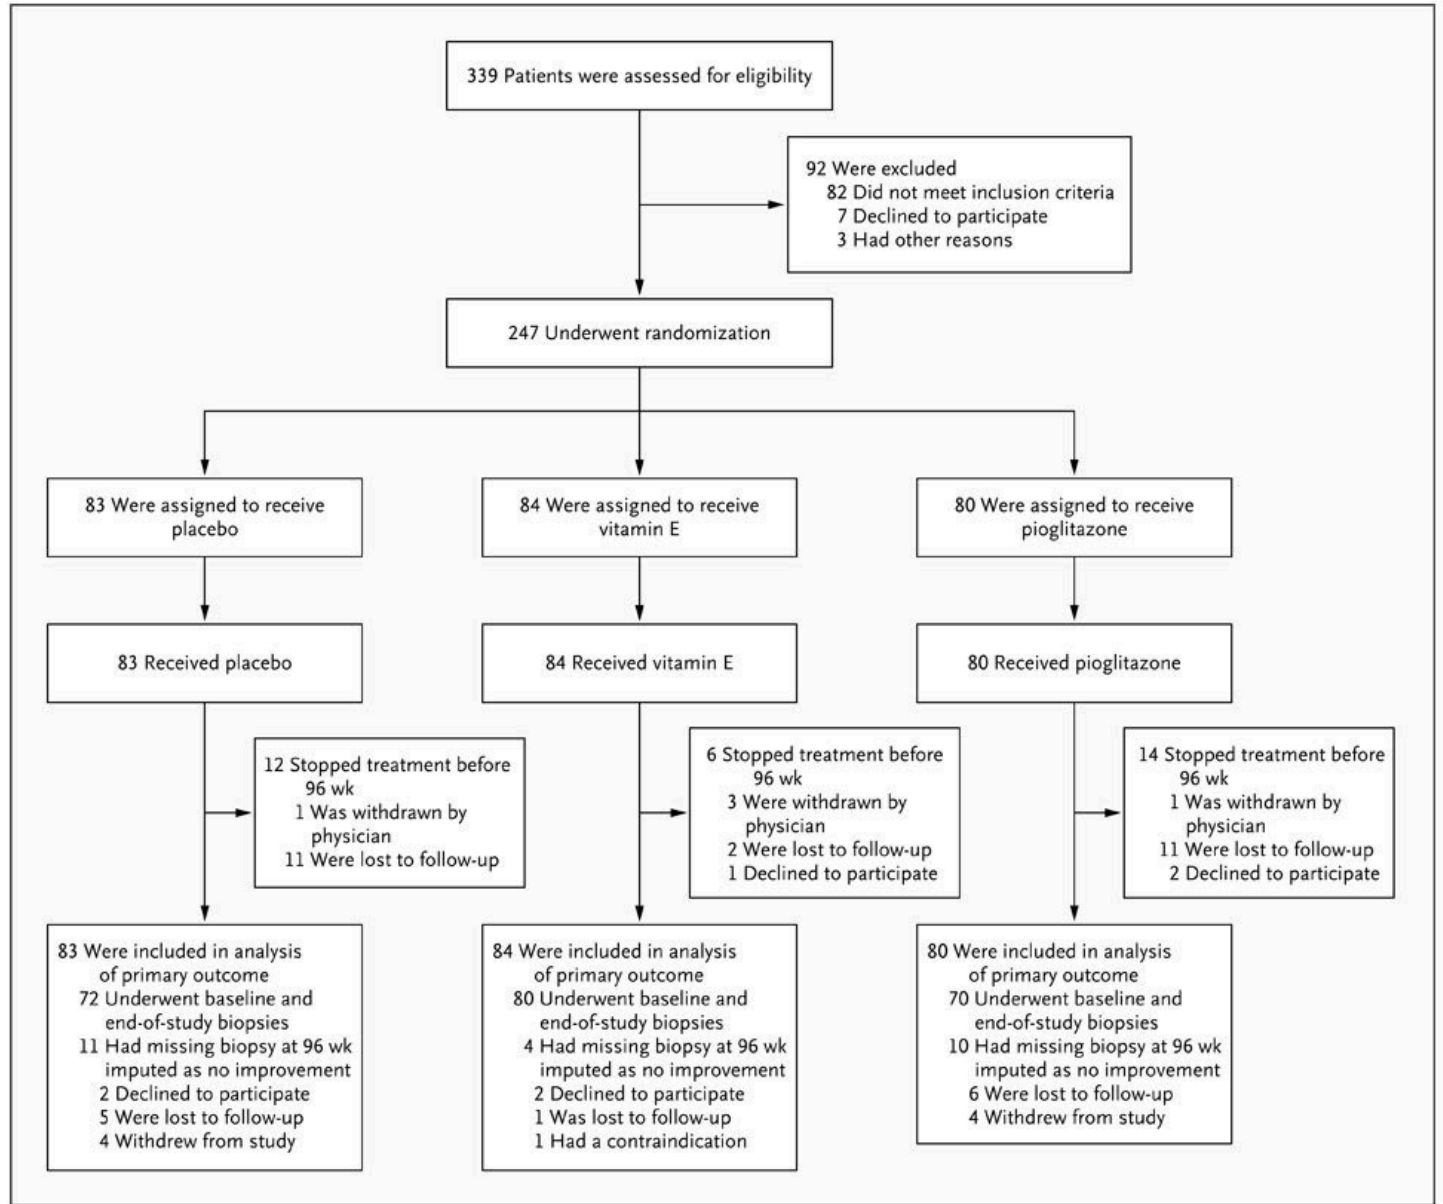 339 Patients were assessed for eligibility
92 Were excluded
82 Did not meet inclusion criteria
7 Declined to participate
3 Had other reasons
247 Underwent randomization
83 Were assigned to receive
placebo
84 Were assigned to receive
vitamin E
80 Were assigned to receive
pioglitazone
83 Received placebo
84 Received vitamin E
80 Received pioglitazone
12 Stopped treatment before
96 wk
1 Was withdrawn by
physician
11 Were lost to follow-up
6 Stopped treatment before
96 wk
3 Were withdrawn by
physician
2 Were lost to follow-up
1 Declined to participate
14 Stopped treatment before
96 wk
1 Was withdrawn by
physician
11 Were lost to follow-up
2 Declined to participate
83 Were included in analysis
of primary outcome
72 Underwent baseline and
end-of-study biopsies
11 Had missing biopsy at 96 wk
imputed as no improvement
2 Declined to participate
5 Were lost to follow-up
4 Withdrew from study
84 Were included in analysis
of primary outcome
80 Underwent baseline and
end-of-study biopsies
4 Had missing biopsy at 96 wk
imputed as no improvement
2 Declined to participate
1 Was lost to follow-up
1 Had a contraindication
80 Were included in analysis
of primary outcome
70 Underwent baseline and
end-of-study biopsies
10 Had missing biopsy at 96 wk
imputed as no improvement
6 Were lost to follow-up
4 Withdrew from study